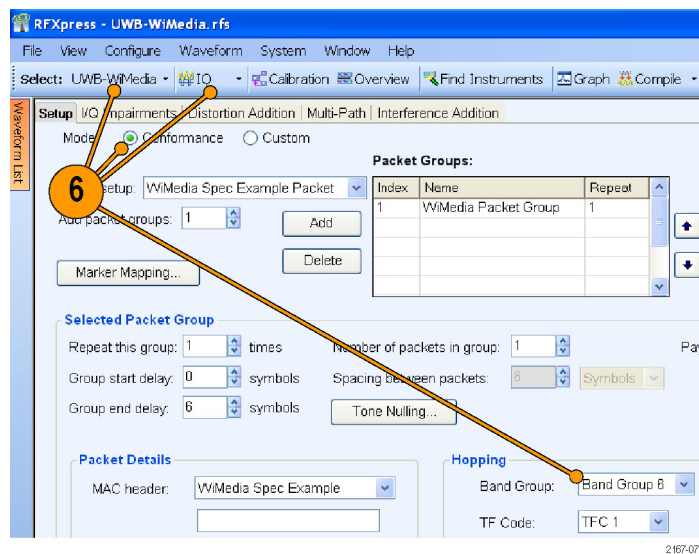 RFXpress - UWB-WiMedia.rfs
File View Configure Waveform System Window Help
Select: UWB-WiMedia IQ Calibration Overview Find Instruments Graph Compile
Waveform List
Setup I/Q Impairments Distortion Addition Multi-Path Interference Addition
Mode: Conformance Custom
Packet Groups:
6
setup: WiMedia Spec Example Packet
Index Name Repeat
1 WiMedia Packet Group 1
Add packet groups: 1
Add
Delete
Marker Mapping...
Selected Packet Group
Repeat this group: 1 times Number of packets in group: 1
Group start delay: 0 symbols Spacing between packets: 6 Symbols
Group end delay: 6 symbols Tone Nulling...
Packet Details Hopping
MAC header: WiMedia Spec Example Band Group: Band Group 6
TF Code: TFC 1
2167-07